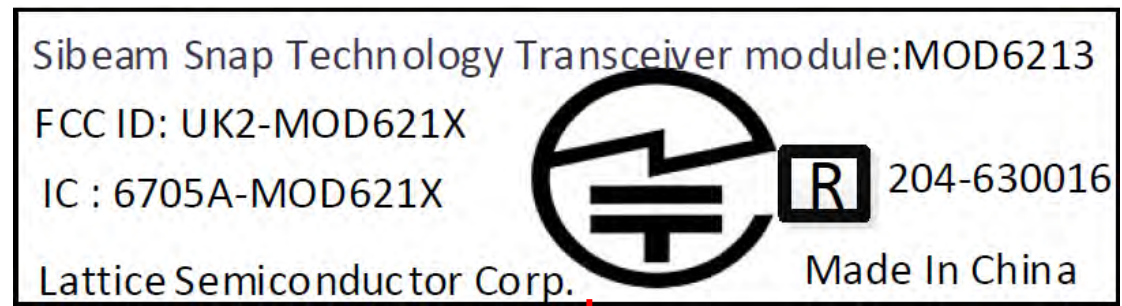 Sibeam Snap Technology Transceiver module:MOD6213
FCC ID: UK2-MOD621X
IC : 6705A-MOD621X
R 204-630016
Lattice Semiconductor Corp.
Made In China